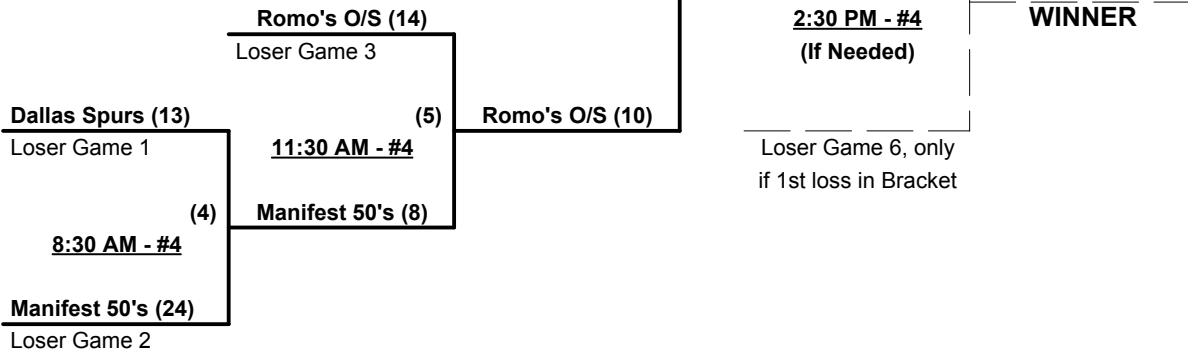 Romo's O/S (14)
Loser Game 3
2:30 PM - #4
(If Needed)
WINNER
Dallas Spurs (13)
Loser Game 1
(5)
11:30 AM - #4
Romo's O/S (10)
Loser Game 6, only
if 1st loss in Bracket
(4)
8:30 AM - #4
Manifest 50's (8)
Manifest 50's (24)
Loser Game 2